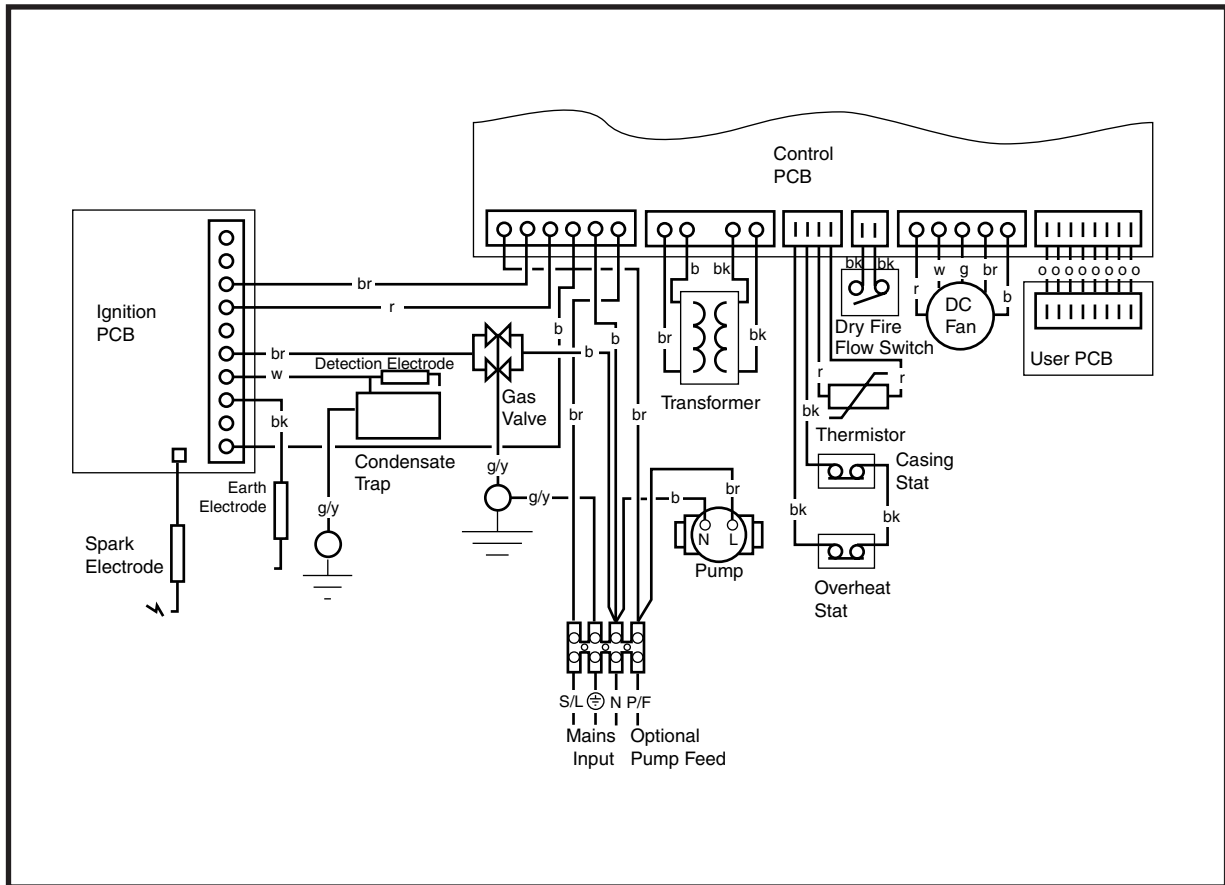 Control
PCB
Ignition
PCB
br
r
br
w
bk
Detection Electrode
Gas
Valve
Condensate
Trap
Earth
Electrode
g/y
g/y
g/y
Spark
Electrode
b
b
b
br
br
b
bk
br
bk
Transformer
bk
bk
Dry Fire
Flow Switch
r
w
g
br
b
DC
Fan
o
o
o
o
o
o
o
o
User PCB
r
r
Thermistor
bk
Casing
Stat
bk
bk
Overheat
Stat
b
br
N
L
Pump
S/L
N
P/F
Mains
Input
Optional
Pump Feed